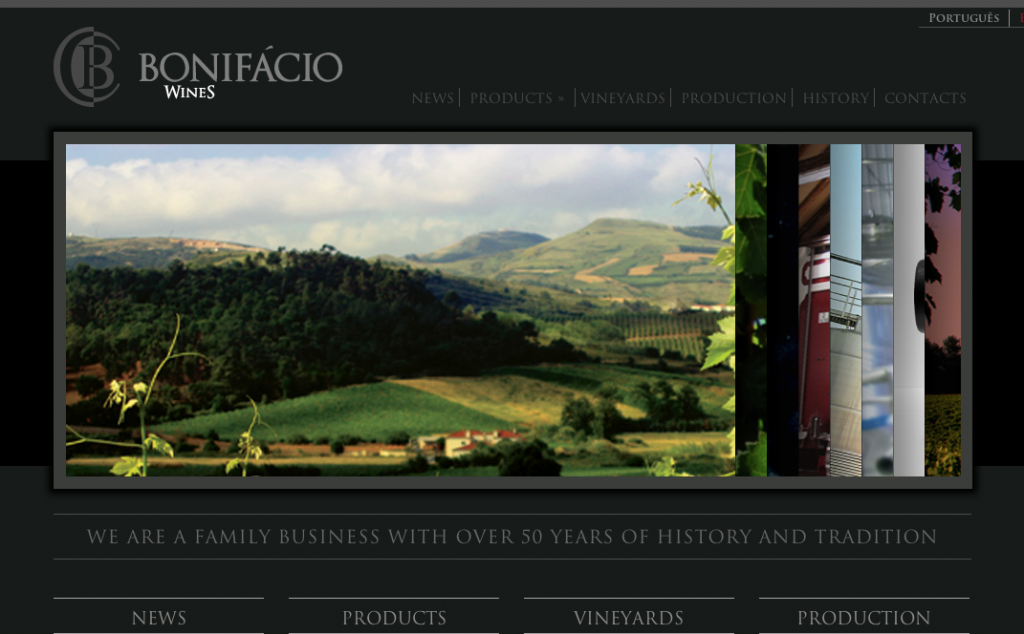 PORTUGUÊS
BONIFÁCIO
WINES
NEWS PRODUCTS » VINEYARDS PRODUCTION HISTORY CONTACTS
WE ARE A FAMILY BUSINESS WITH OVER 50 YEARS OF HISTORY AND TRADITION
NEWS PRODUCTS VINEYARDS PRODUCTION